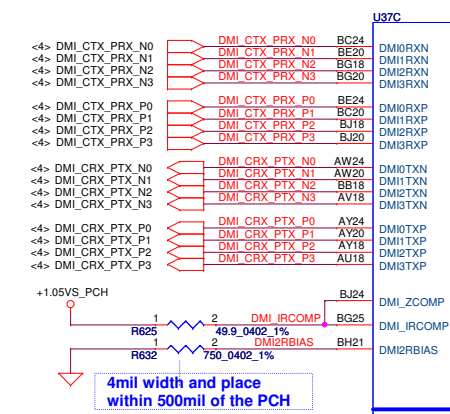 U37C
<4> DMI_CTX_PRX_N0 DMI_CTX_PRX_N0 BC24 DMI0RXN
<4> DMI_CTX_PRX_N1 DMI_CTX_PRX_N1 BE20 DMI1RXN
<4> DMI_CTX_PRX_N2 DMI_CTX_PRX_N2 BG18 DMI2RXN
<4> DMI_CTX_PRX_N3 DMI_CTX_PRX_N3 BG20 DMI3RXN
<4> DMI_CTX_PRX_P0 DMI_CTX_PRX_P0 BE24 DMI0RXP
<4> DMI_CTX_PRX_P1 DMI_CTX_PRX_P1 BC20 DMI1RXP
<4> DMI_CTX_PRX_P2 DMI_CTX_PRX_P2 BJ18 DMI2RXP
<4> DMI_CTX_PRX_P3 DMI_CTX_PRX_P3 BJ20 DMI3RXP
<4> DMI_CRX_PTX_N0 DMI_CRX_PTX_N0 AW24 DMI0TXN
<4> DMI_CRX_PTX_N1 DMI_CRX_PTX_N1 AW20 DMI1TXN
<4> DMI_CRX_PTX_N2 DMI_CRX_PTX_N2 BB18 DMI2TXN
<4> DMI_CRX_PTX_N3 DMI_CRX_PTX_N3 AV18 DMI3TXN
<4> DMI_CRX_PTX_P0 DMI_CRX_PTX_P0 AY24 DMI0TXP
<4> DMI_CRX_PTX_P1 DMI_CRX_PTX_P1 AY20 DMI1TXP
<4> DMI_CRX_PTX_P2 DMI_CRX_PTX_P2 AY18 DMI2TXP
<4> DMI_CRX_PTX_P3 DMI_CRX_PTX_P3 AU18 DMI3TXP
+1.05VS_PCH BJ24 DMI_ZCOMP
1 2 DMI_IRCOMP BG25 DMI_IRCOMP
R625 49.9_0402_1%
1 2 DMI2RBIAS BH21 DMI2RBIAS
R632 750_0402_1%
4mil width and place
within 500mil of the PCH